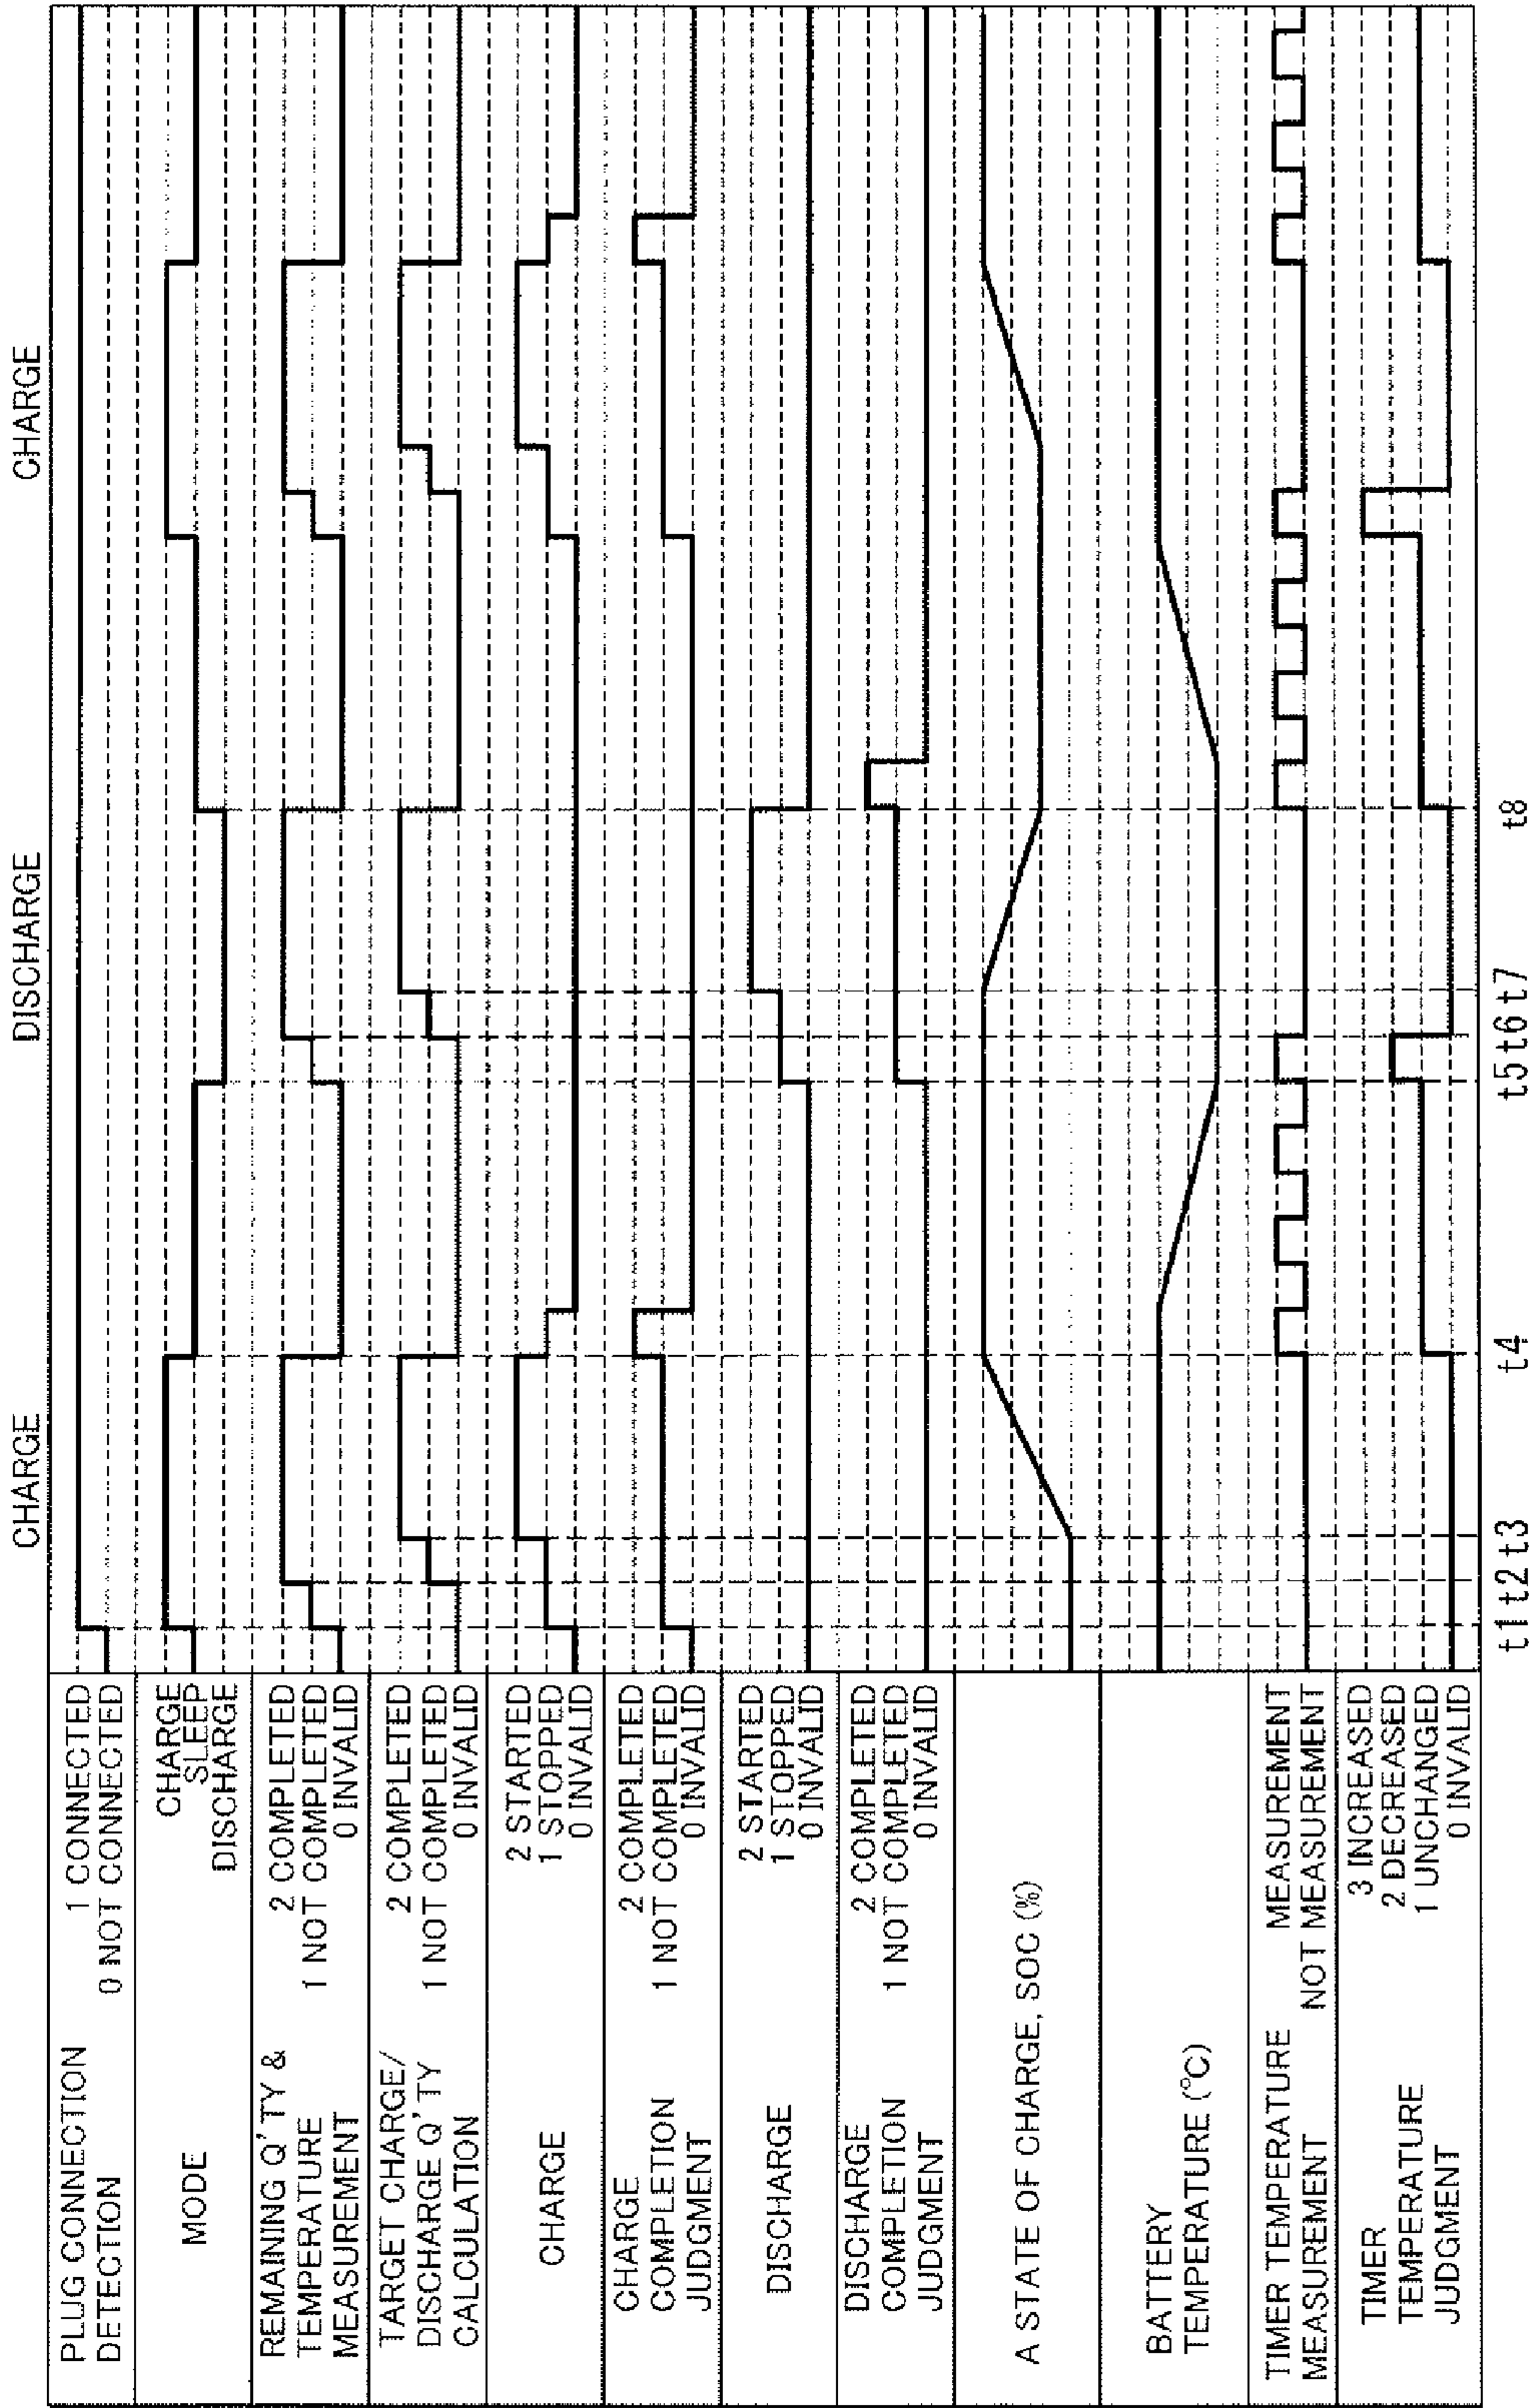 CHARGE
DISCHARGE
CHARGE
PLUG CONNECTION
DETECTION
1 CONNECTED
0 NOT CONNECTED
MODE
CHARGE
SLEEP
DISCHARGE
REMAINING Q'TY &
TEMPERATURE
MEASUREMENT
2 COMPLETED
1 NOT COMPLETED
0 INVALID
TARGET CHARGE/
DISCHARGE Q'TY
CALCULATION
2 COMPLETED
1 NOT COMPLETED
0 INVALID
CHARGE
2 STARTED
1 STOPPED
0 INVALID
CHARGE
COMPLETION
JUDGMENT
2 COMPLETED
1 NOT COMPLETED
0 INVALID
DISCHARGE
2 STARTED
1 STOPPED
0 INVALID
DISCHARGE
COMPLETION
JUDGMENT
2 COMPLETED
1 NOT COMPLETED
0 INVALID
A STATE OF CHARGE, SOC (%)
BATTERY
TEMPERATURE (°C)
TIMER TEMPERATURE
MEASUREMENT
MEASUREMENT
NOT MEASUREMENT
TIMER
TEMPERATURE
JUDGMENT
3 INCREASED
2 DECREASED
1 UNCHANGED
0 INVALID
t1 t2 t3 t4 t5 t6 t7 t8